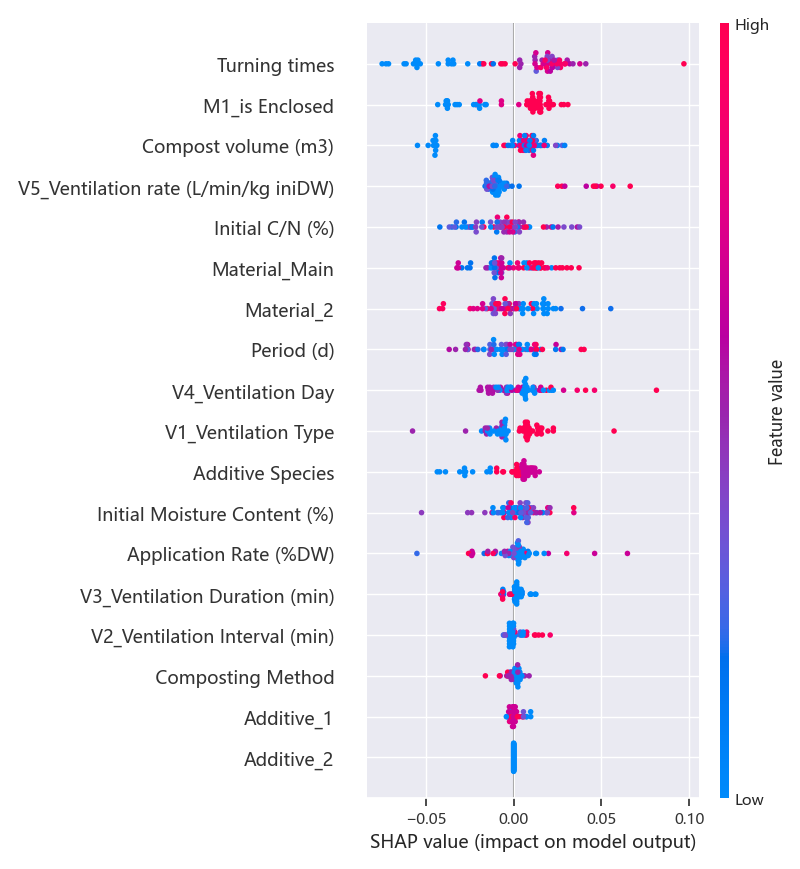 High
Turning times
M1_is Enclosed
Compost volume (m3)
V5_Ventilation rate (L/min/kg iniDW)
Initial C/N (%)
Material_Main
Material_2
Period (d)
V4_Ventilation Day
V1_Ventilation Type
Additive Species
Initial Moisture Content (%)
Application Rate (%DW)
V3_Ventilation Duration (min)
V2_Ventilation Interval (min)
Composting Method
Additive_1
Additive_2
Feature value
Low
−0.05 0.00 0.05 0.10
SHAP value (impact on model output)